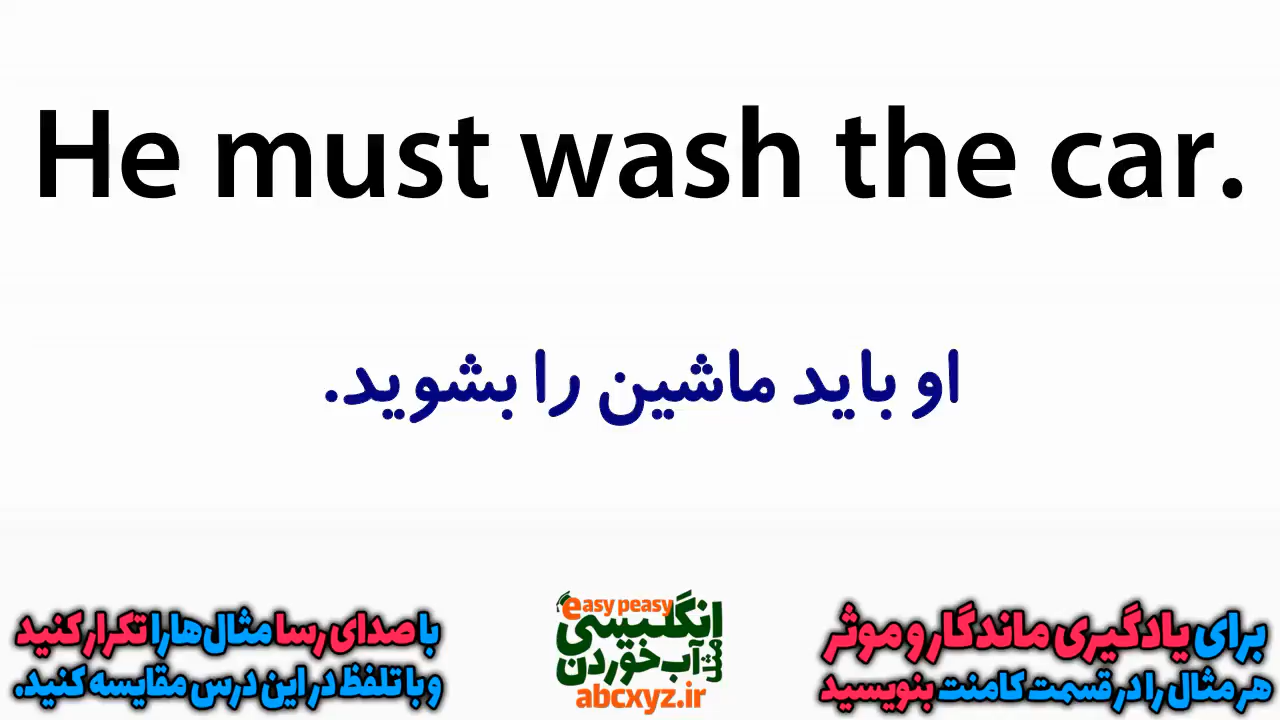 He must wash the car.
او باید ماشین را بشوید.
برای یادگیری ماندگار و موثر
هر مثال را در قسمت کامنت بنویسید
easy peasy
انگلیسی
مثل
آب خوردن
abcxyz.ir
با صدای رسا مثال‌ها را تکرار کنید
و با تلفظ در این درس مقایسه کنید.